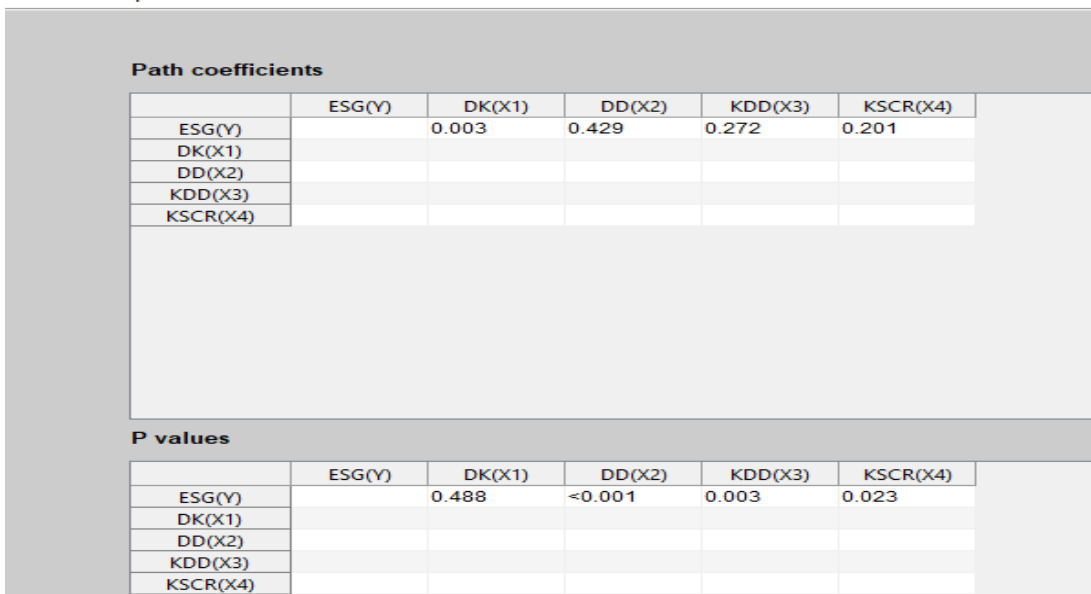 Path coefficients
ESG(Y) DK(X1) DD(X2) KDD(X3) KSCR(X4)
ESG(Y) 0.003 0.429 0.272 0.201
DK(X1)
DD(X2)
KDD(X3)
KSCR(X4)
P values
ESG(Y) DK(X1) DD(X2) KDD(X3) KSCR(X4)
ESG(Y) 0.488 <0.001 0.003 0.023
DK(X1)
DD(X2)
KDD(X3)
KSCR(X4)